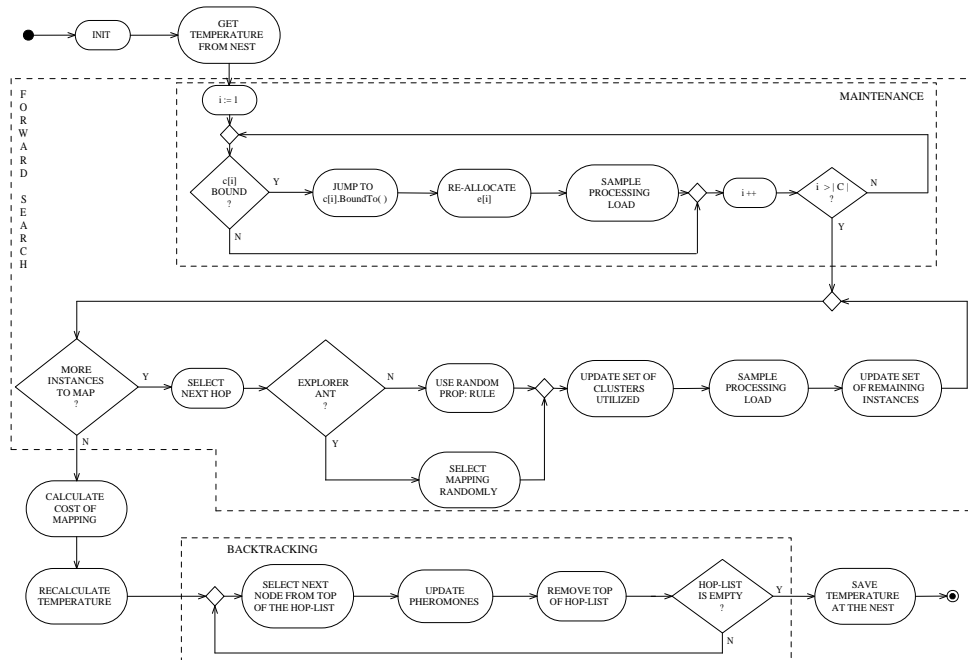 INIT
GET
TEMPERATURE
FROM NEST
FORWARD SEARCH
MAINTENANCE
i := 1
c[i]
BOUND
?
Y
N
JUMP TO
c[i].BoundTo( )
RE-ALLOCATE
e[i]
SAMPLE
PROCESSING
LOAD
i ++
i > | C |
?
N
Y
MORE
INSTANCES
TO MAP
?
Y
N
SELECT
NEXT HOP
EXPLORER
ANT
?
N
Y
USE RANDOM
PROP: RULE
SELECT
MAPPING
RANDOMLY
UPDATE SET OF
CLUSTERS
UTILIZED
SAMPLE
PROCESSING
LOAD
UPDATE SET
OF REMAINING
INSTANCES
CALCULATE
COST OF
MAPPING
RECALCULATE
TEMPERATURE
BACKTRACKING
SELECT NEXT
NODE FROM TOP
OF THE HOP-LIST
UPDATE
PHEROMONES
REMOVE TOP
OF HOP-LIST
HOP-LIST
IS EMPTY
?
Y
N
SAVE
TEMPERATURE
AT THE NEST